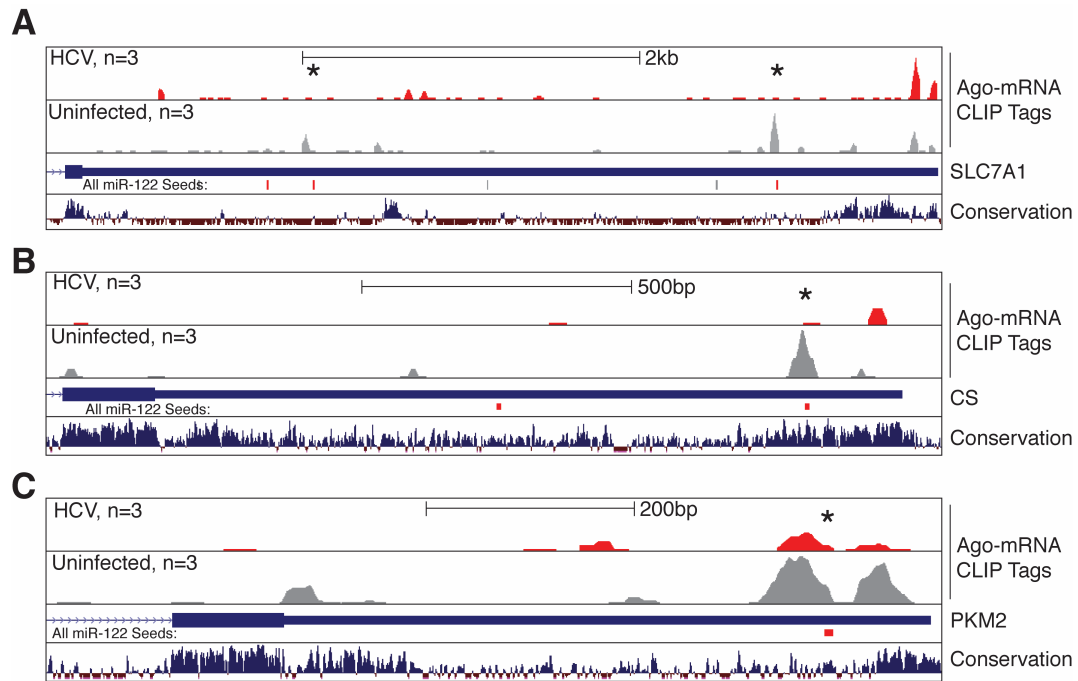 A
HCV, n=3
2kb
*
*
Ago-mRNA
CLIP Tags
Uninfected, n=3
SLC7A1
All miR-122 Seeds:
Conservation
B
HCV, n=3
500bp
*
Ago-mRNA
CLIP Tags
Uninfected, n=3
CS
All miR-122 Seeds:
Conservation
C
HCV, n=3
200bp
*
Ago-mRNA
CLIP Tags
Uninfected, n=3
PKM2
All miR-122 Seeds:
Conservation